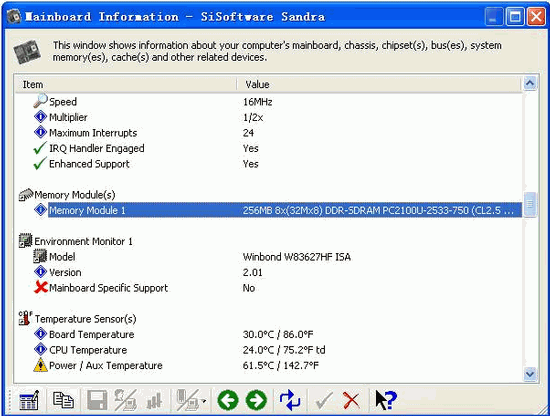 Mainboard Information - SiSoftware Sandra
This window shows information about your computer's mainboard, chassis, chipset(s), bus(es), system
memory(es), cache(s) and other related devices.
Item Value
Speed 16MHz
Multiplier 1/2x
Maximum Interrupts 24
IRQ Handler Engaged Yes
Enhanced Support Yes
Memory Module(s)
Memory Module 1 256MB 8x(32Mx8) DDR-SDRAM PC2100U-2533-750 (CL2.5 ...
Environment Monitor 1
Model Winbond W83627HF ISA
Version 2.01
Mainboard Specific Support No
Temperature Sensor(s)
Board Temperature 30.0°C / 86.0°F
CPU Temperature 24.0°C / 75.2°F td
Power / Aux Temperature 61.5°C / 142.7°F